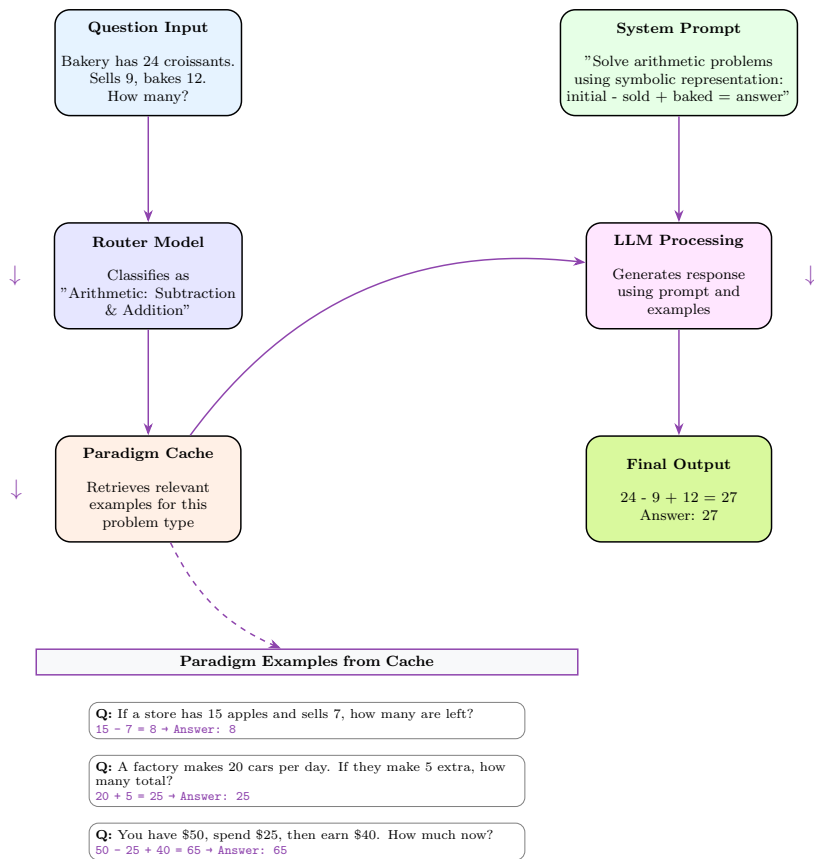 Question Input
Bakery has 24 croissants.
Sells 9, bakes 12.
How many?
System Prompt
”Solve arithmetic problems
using symbolic representation:
initial - sold + baked = answer”
Router Model
Classifies as
”Arithmetic: Subtraction
& Addition”
LLM Processing
Generates response
using prompt and
examples
Paradigm Cache
Retrieves relevant
examples for this
problem type
Final Output
24 - 9 + 12 = 27
Answer: 27
Paradigm Examples from Cache
Q: If a store has 15 apples and sells 7, how many are left?
15 − 7 = 8 → Answer: 8
Q: A factory makes 20 cars per day. If they make 5 extra, how
many total?
20 + 5 = 25 → Answer: 25
Q: You have $50, spend $25, then earn $40. How much now?
50 − 25 + 40 = 65 → Answer: 65